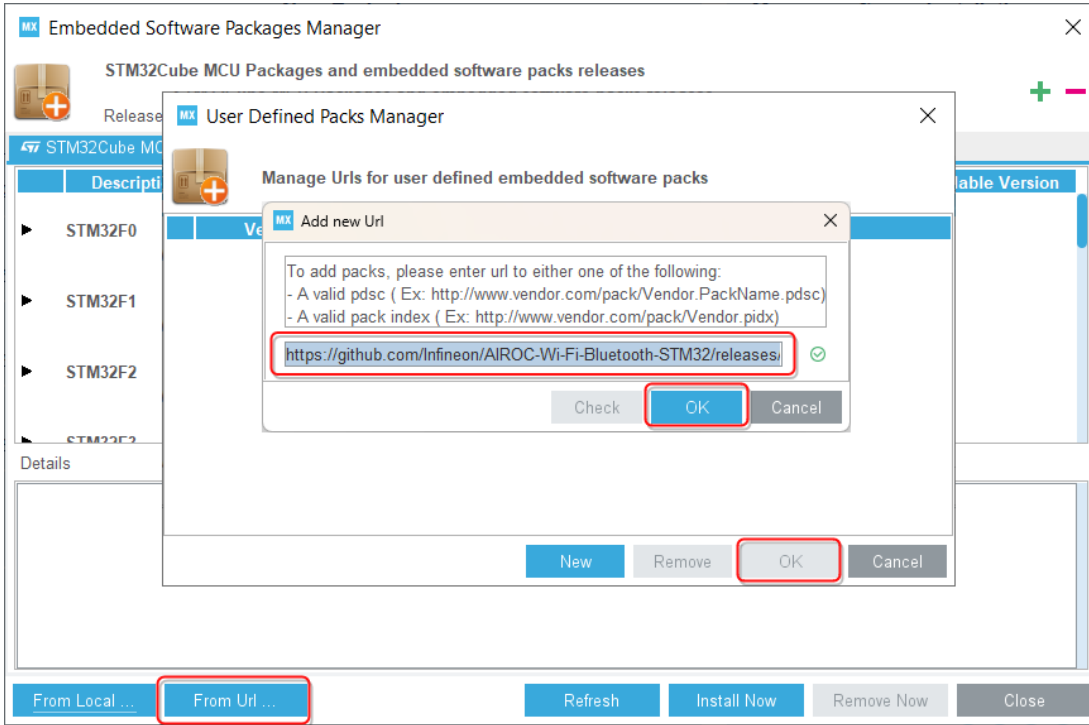 MX Embedded Software Packages Manager
STM32Cube MCU Packages and embedded software packs releases
Release
MX User Defined Packs Manager
STM32Cube MC
Manage Urls for user defined embedded software packs
Descripti
lable Version
MX Add new Url
Ve
STM32F0
To add packs, please enter url to either one of the following:
- A valid pdsc ( Ex: http://www.vendor.com/pack/Vendor.PackName.pdsc)
- A valid pack index ( Ex: http://www.vendor.com/pack/Vendor.pidx)
STM32F1
https://github.com/Infineon/AIROC-Wi-Fi-Bluetooth-STM32/releases/
STM32F2
Check OK Cancel
Details
New Remove OK Cancel
From Local ... From Url ... Refresh Install Now Remove Now Close